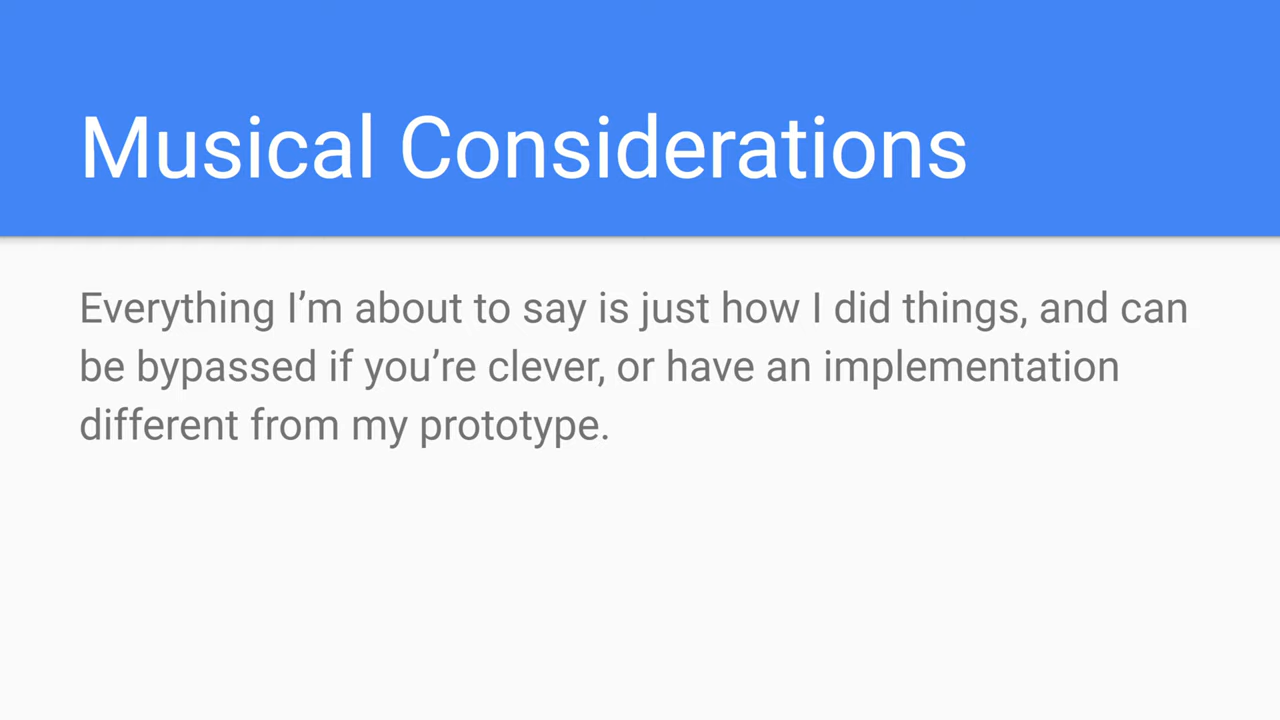 Musical Considerations
Everything I’m about to say is just how I did things, and can
be bypassed if you’re clever, or have an implementation
different from my prototype.